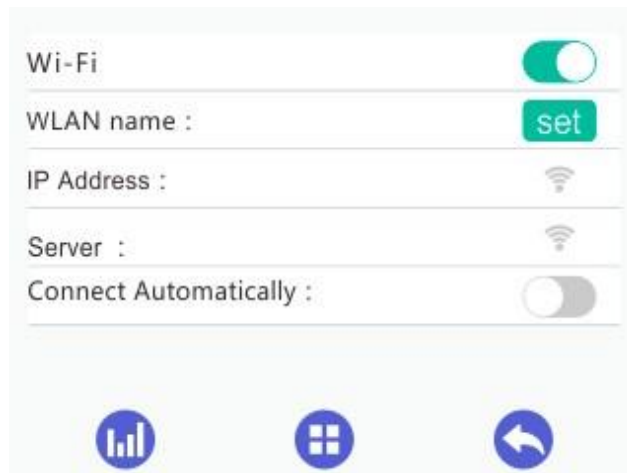 Wi-Fi
WLAN name :
set
IP Address :
Server :
Connect Automatically :